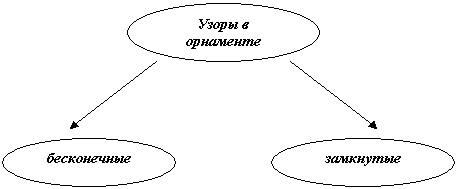 Узоры в
орнаменте
бесконечные
замкнутые